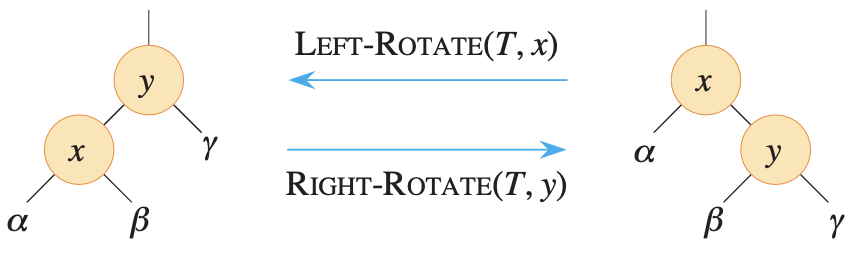 LEFT-ROTATE(T, x)
y
x
x
γ
α
y
RIGHT-ROTATE(T, y)
α
β
β
γ